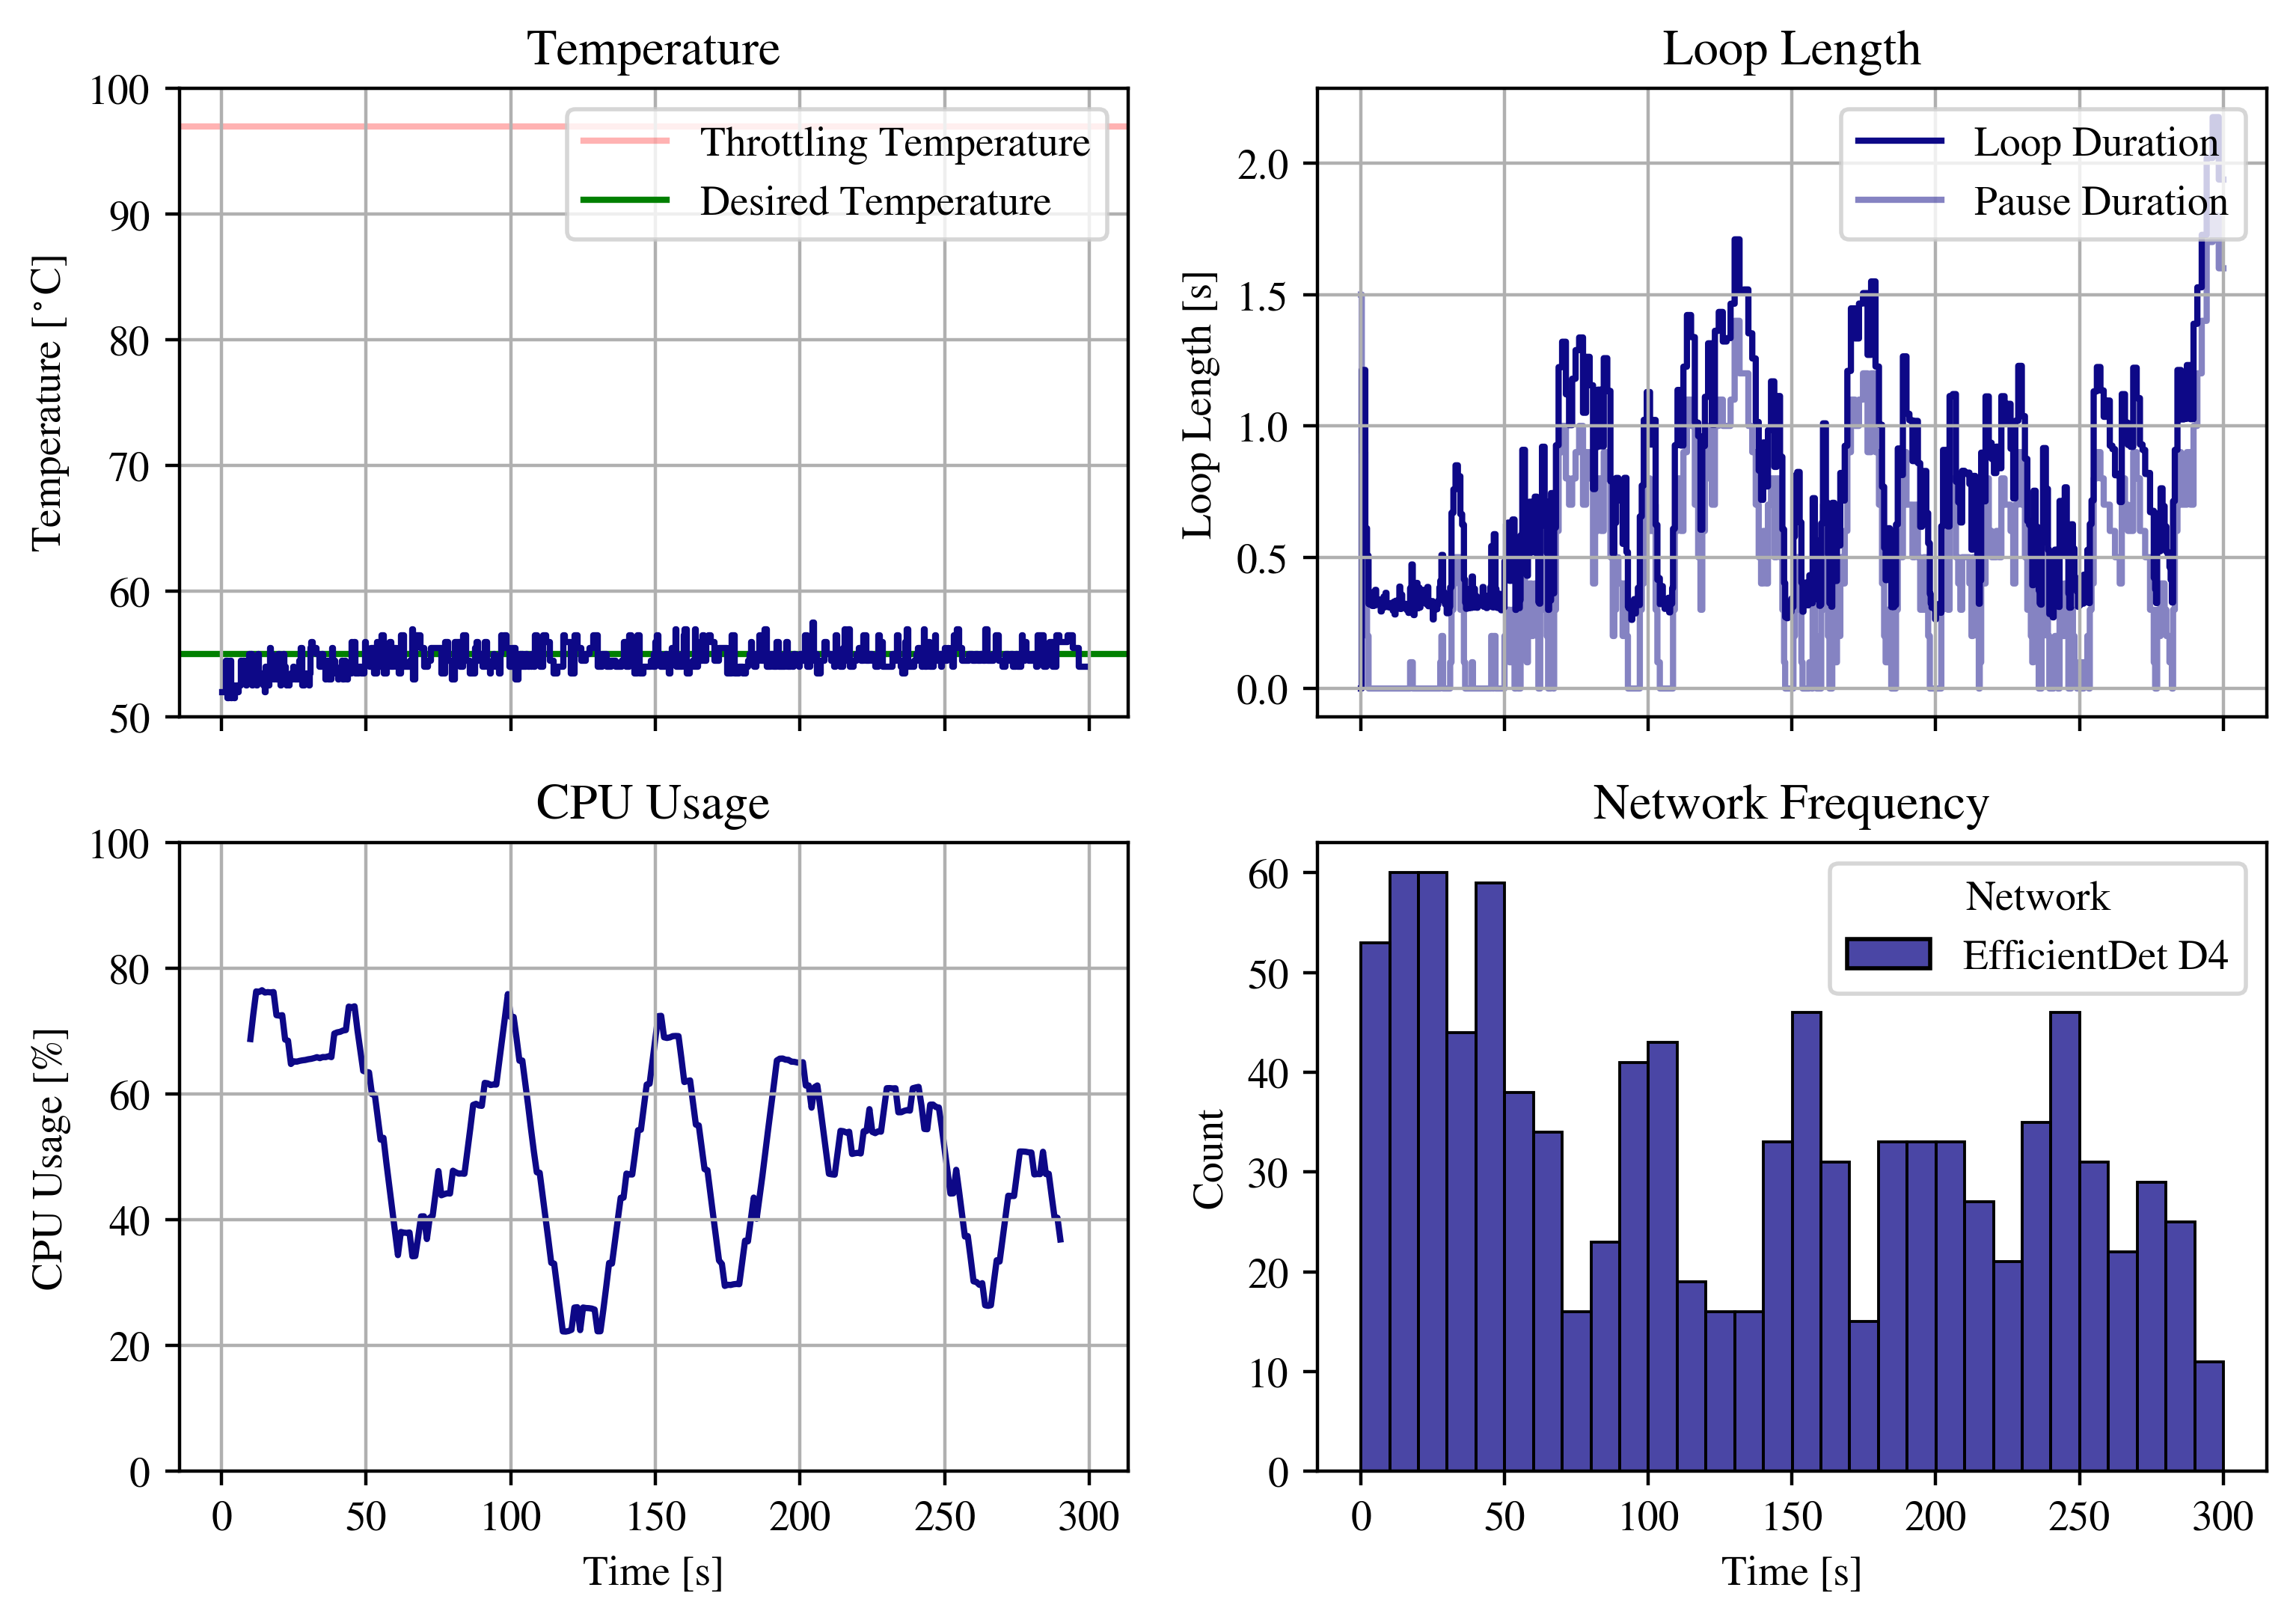 Temperature
100
90
80
70
60
50
Temperature [°C]
Throttling Temperature
Desired Temperature
Loop Length
2.0
1.5
1.0
0.5
0.0
Loop Length [s]
Loop Duration
Pause Duration
CPU Usage
100
80
60
40
20
0
CPU Usage [%]
0 50 100 150 200 250 300
Time [s]
Network Frequency
60
50
40
30
20
10
0
Count
Network
EfficientDet D4
0 50 100 150 200 250 300
Time [s]